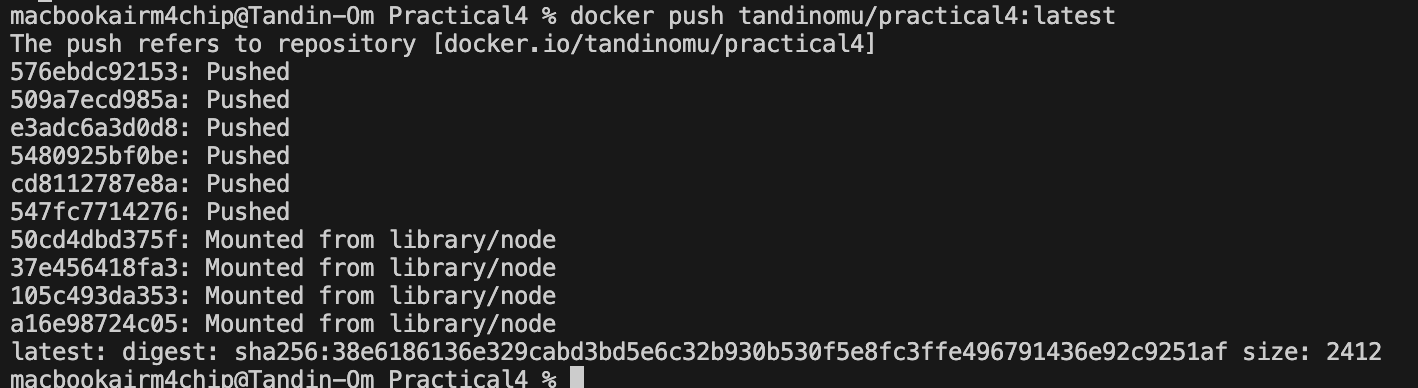 macbookairm4chip@Tandin-Om Practical4 % docker push tandinomu/practical4:latest
The push refers to repository [docker.io/tandinomu/practical4]
576ebdc92153: Pushed
509a7ecd985a: Pushed
e3adc6a3d0d8: Pushed
5480925bf0be: Pushed
cd8112787e8a: Pushed
547fc7714276: Pushed
50cd4dbd375f: Mounted from library/node
37e456418fa3: Mounted from library/node
105c493da353: Mounted from library/node
a16e98724c05: Mounted from library/node
latest: digest: sha256:38e6186136e329cabd3bd5e6c32b930b530f5e8fc3ffe496791436e92c9251af size: 2412
macbookairm4chip@Tandin-Om Practical4 %